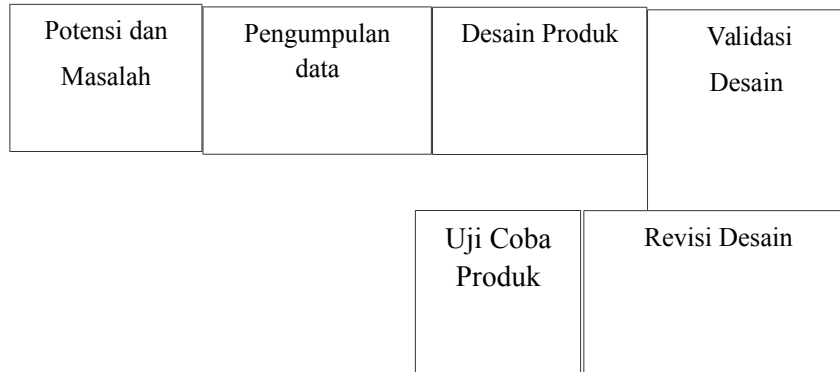 Potensi dan
Masalah
Pengumpulan
data
Desain Produk
Validasi
Desain
Uji Coba
Produk
Revisi Desain